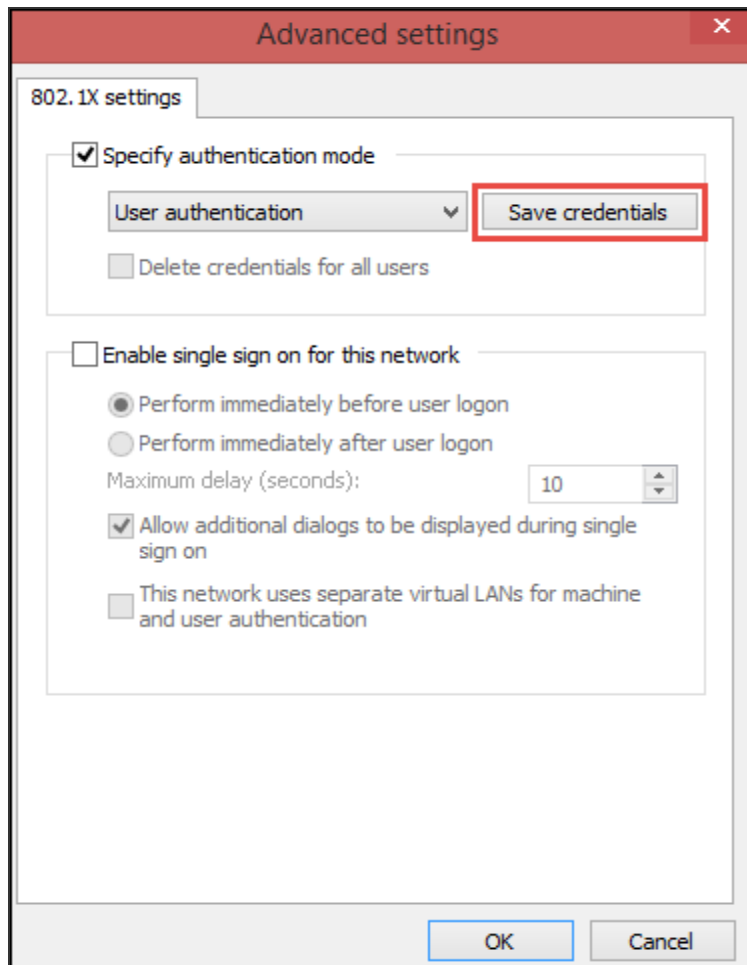 Advanced settings
802.1X settings
Specify authentication mode
User authentication
Save credentials
Delete credentials for all users
Enable single sign on for this network
Perform immediately before user logon
Perform immediately after user logon
Maximum delay (seconds):
10
Allow additional dialogs to be displayed during single
sign on
This network uses separate virtual LANs for machine
and user authentication
OK
Cancel